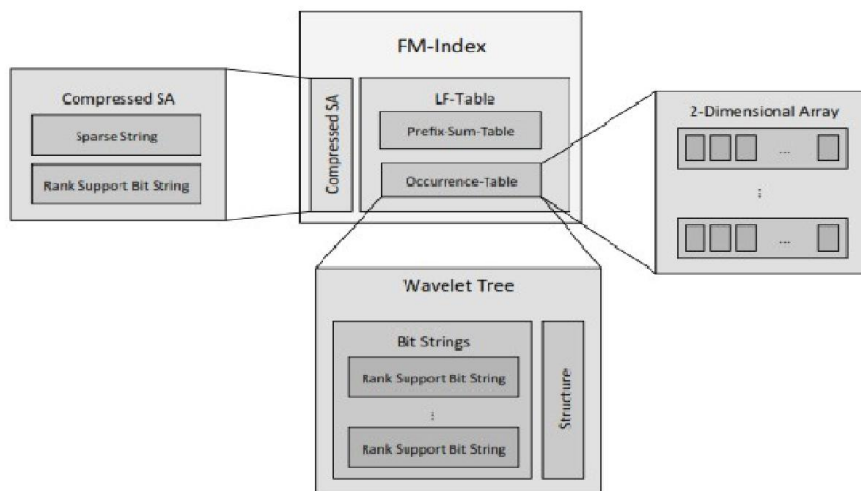 FM-Index
Compressed SA
Sparse String
Rank Support Bit String
Compressed SA
LF-Table
Prefix-Sum-Table
Occurrence-Table
2-Dimensional Array
...
...
...
Wavelet Tree
Bit Strings
Rank Support Bit String
...
Rank Support Bit String
Structure